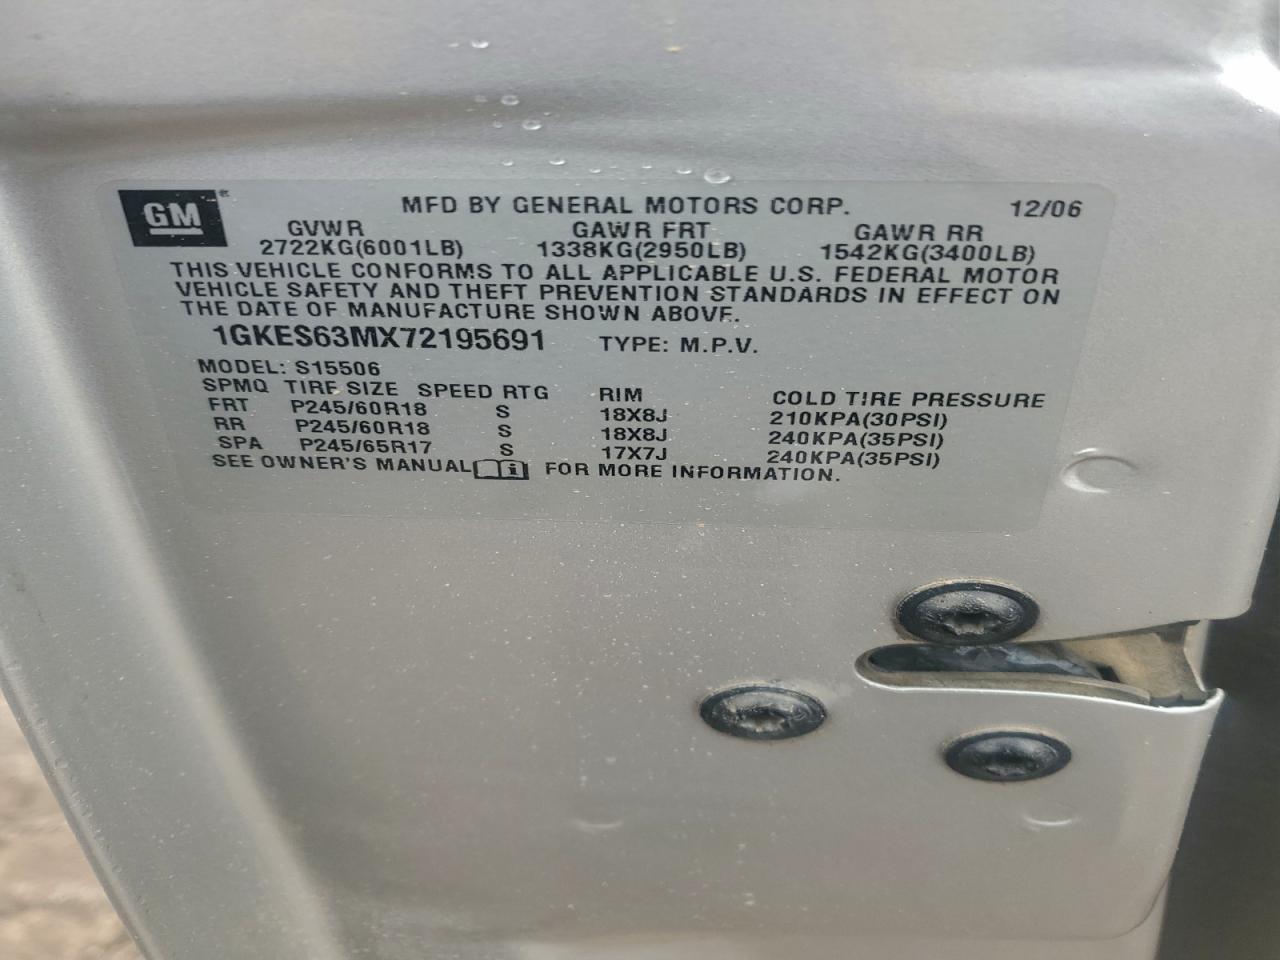 GM® MFD BY GENERAL MOTORS CORP. 12/06
GVWR GAWR FRT GAWR RR
2722KG(6001LB) 1338KG(2950LB) 1542KG(3400LB)
THIS VEHICLE CONFORMS TO ALL APPLICABLE U.S. FEDERAL MOTOR
VEHICLE SAFETY AND THEFT PREVENTION STANDARDS IN EFFECT ON
THE DATE OF MANUFACTURE SHOWN ABOVE.
1GKES63MX72195691 TYPE: M.P.V.
MODEL: S15506
SPMQ TIRE SIZE SPEED RTG RIM COLD TIRE PRESSURE
FRT P245/60R18 S 18X8J 210KPA(30PSI)
RR P245/60R18 S 18X8J 240KPA(35PSI)
SPA P245/65R17 S 17X7J 240KPA(35PSI)
SEE OWNER'S MANUAL i FOR MORE INFORMATION.